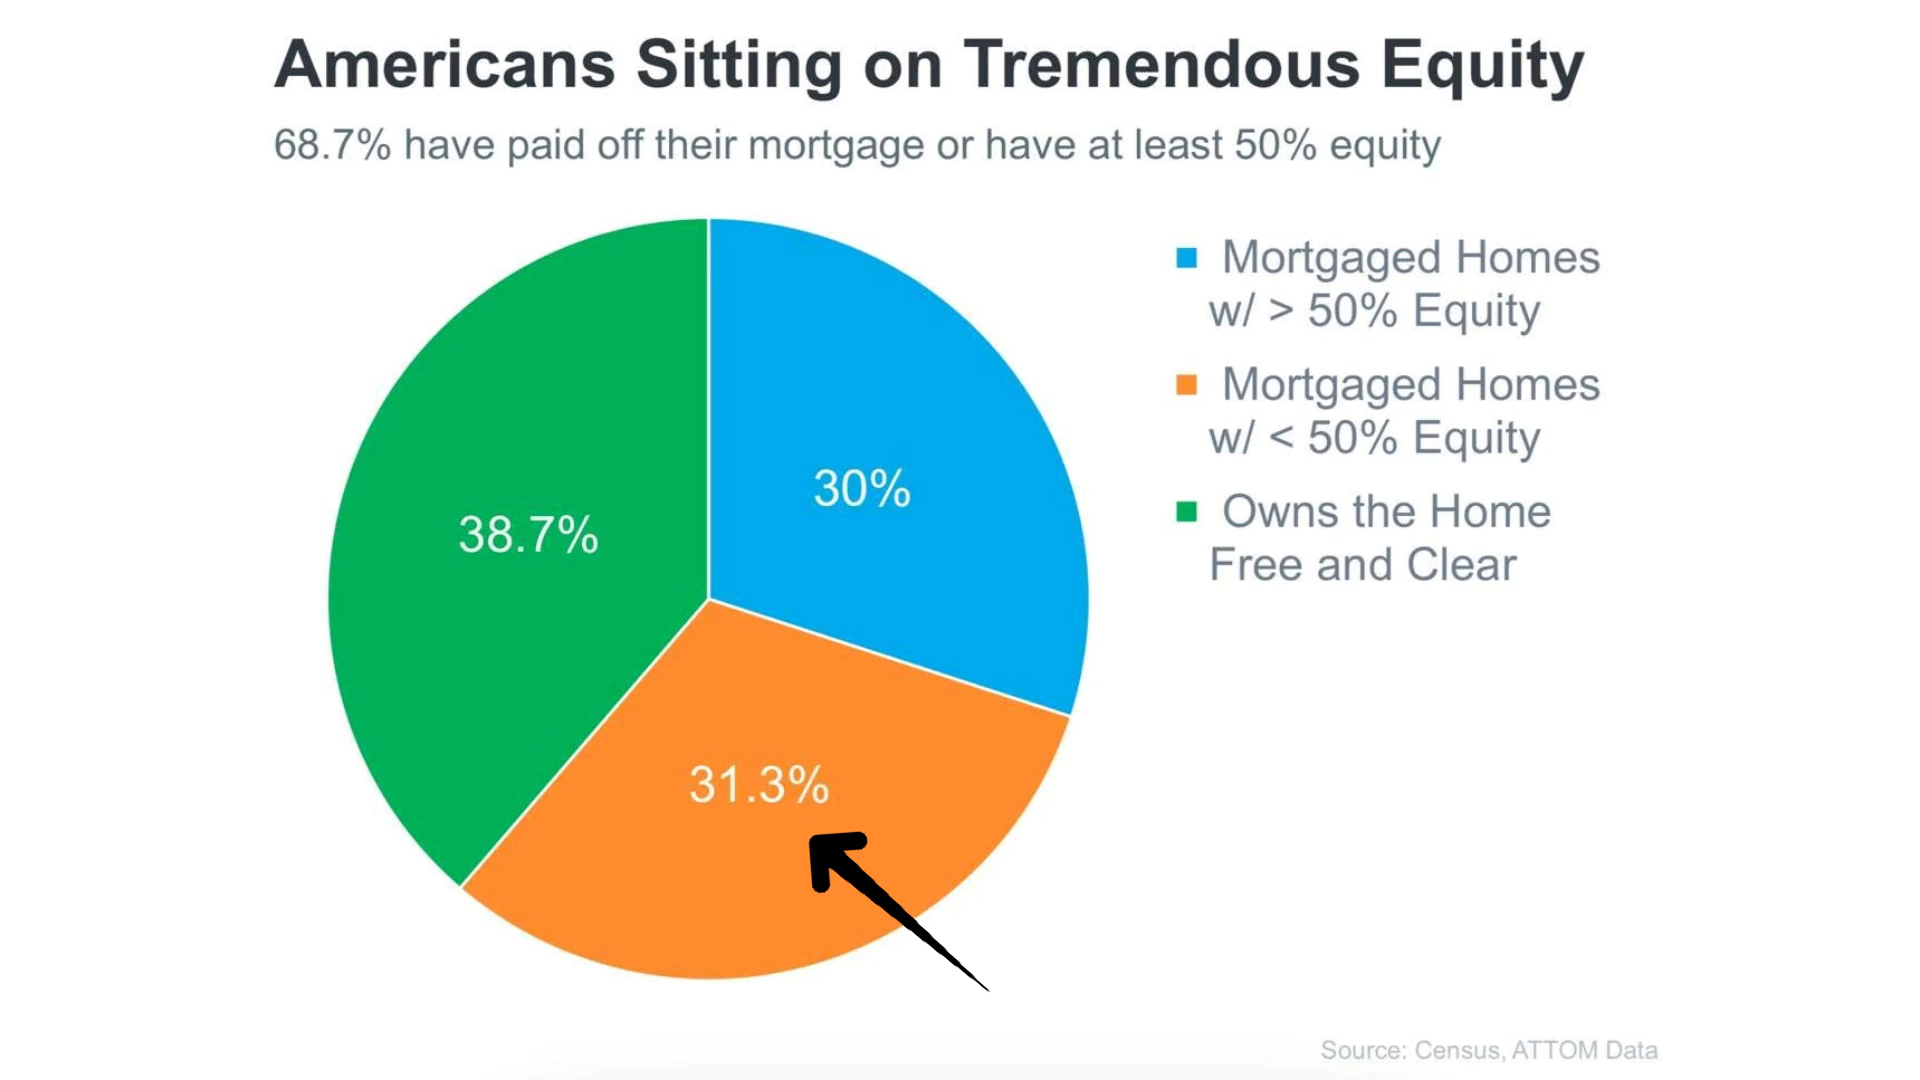 Americans Sitting on Tremendous Equity
68.7% have paid off their mortgage or have at least 50% equity
Mortgaged Homes
w/ > 50% Equity
Mortgaged Homes
w/ < 50% Equity
Owns the Home
Free and Clear
30%
38.7%
31.3%
Source: Census, ATTOM Data